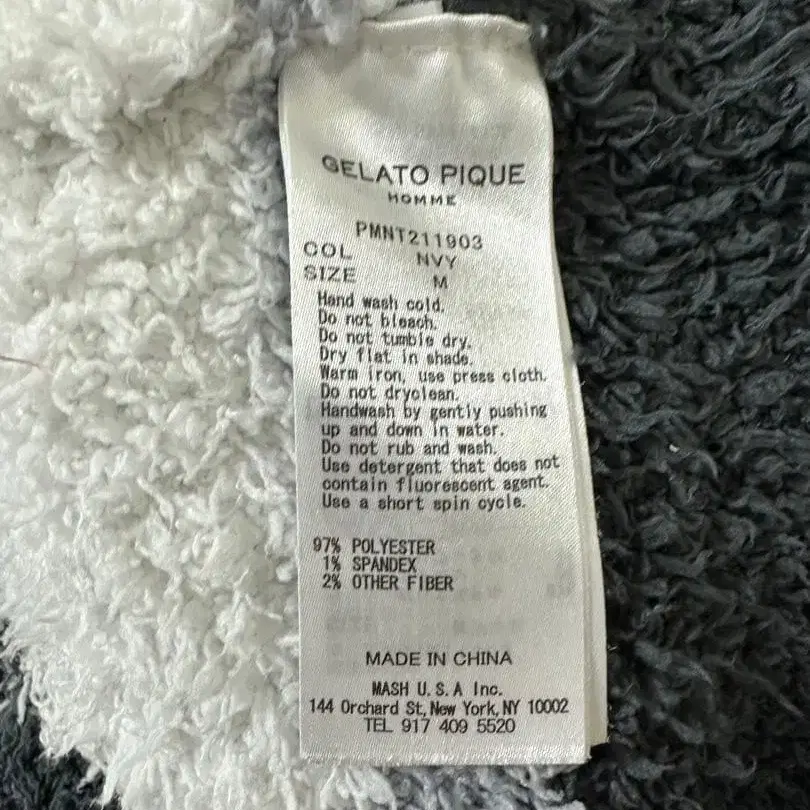 GELATO PIQUE
HOMME
PMNT211903
COL NVY
SIZE M
Hand wash cold.
Do not bleach.
Do not tumble dry.
Dry flat in shade.
Warm iron, use press cloth.
Do not dryclean.
Handwash by gently pushing
up and down in water.
Do not rub and wash.
Use detergent that does not
contain fluorescent agent.
Use a short spin cycle.
97% POLYESTER
1% SPANDEX
2% OTHER FIBER
MADE IN CHINA
MASH U.S.A Inc.
144 Orchard St, New York, NY 10002
TEL 917 409 5520